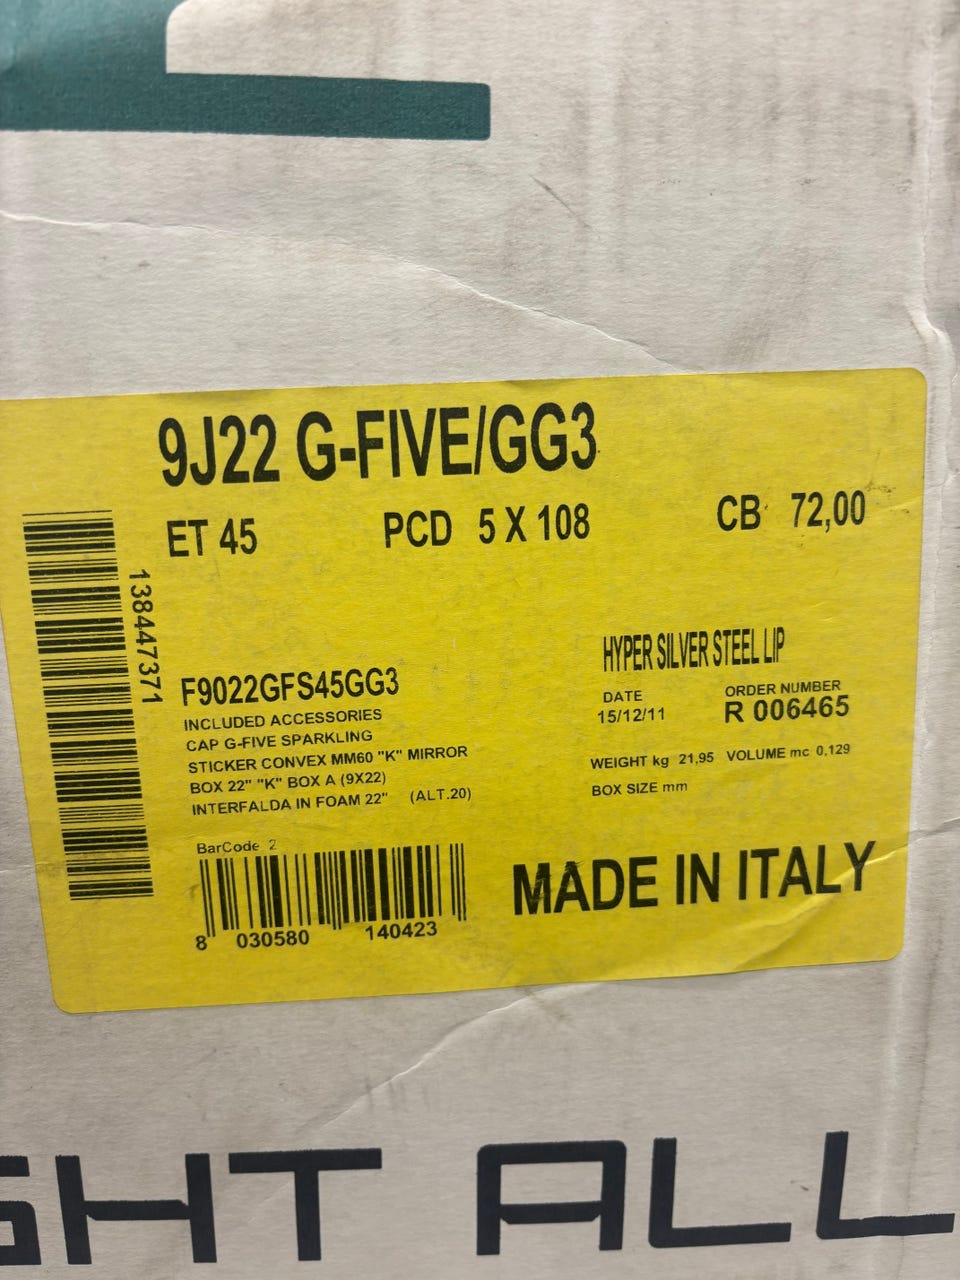 9J22 G-FIVE/GG3
ET 45 PCD 5 X 108 CB 72,00
13847371
HYPER SILVER STEEL LIP
F9022GFS45GG3
DATE ORDER NUMBER
15/12/11 R 006465
INCLUDED ACCESSORIES
CAP G-FIVE SPARKLING
STICKER CONVEX MM60 "K" MIRROR
BOX 22" "K" BOX A (9X22)
INTERFALDA IN FOAM 22" (ALT.20)
WEIGHT kg 21,95 VOLUME mc 0,129
BOX SIZE mm
BarCode 2
8 030580 140423
MADE IN ITALY
GHT ALL